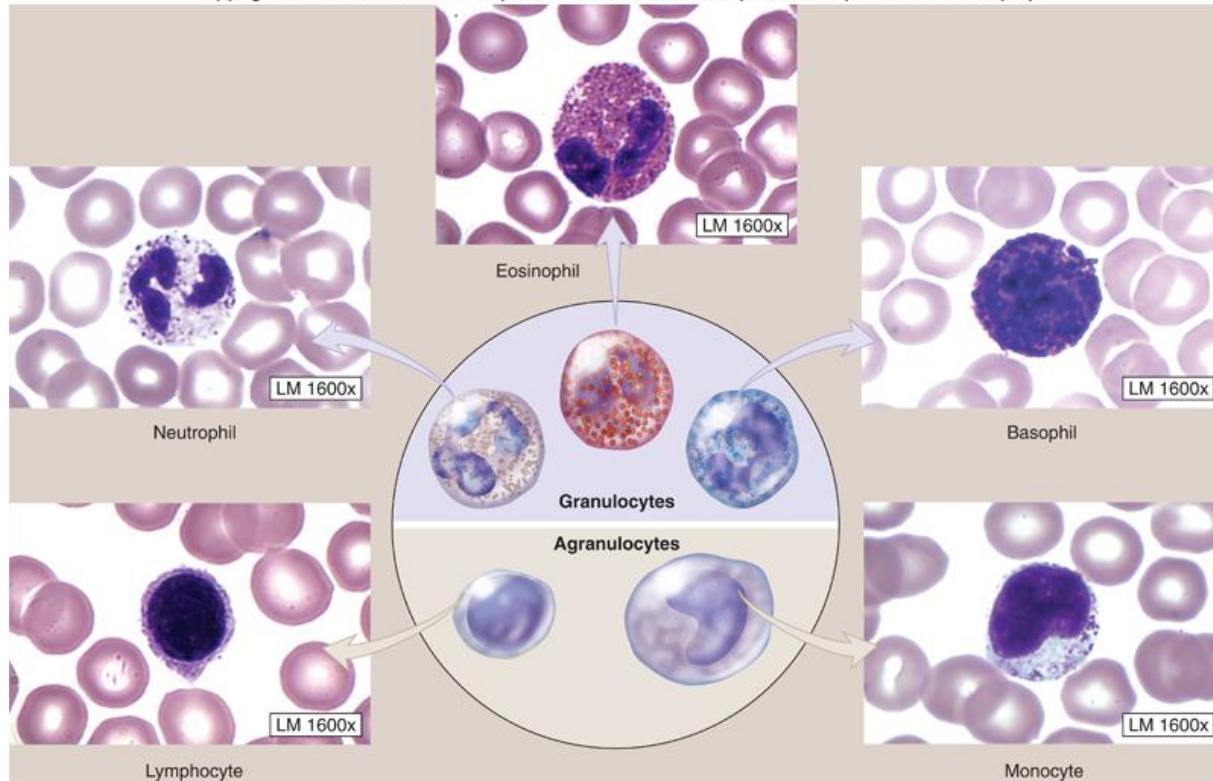 LM 1600x
Eosinophil
LM 1600x
Neutrophil
LM 1600x
Basophil
Granulocytes
Agranulocytes
LM 1600x
Lymphocyte
LM 1600x
Monocyte